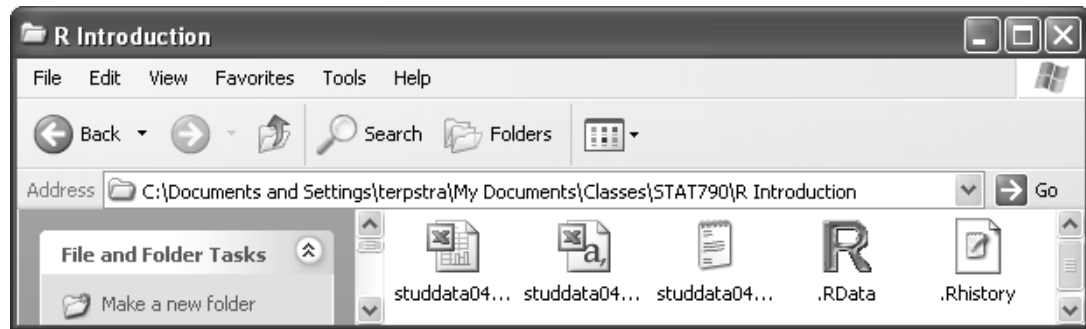 R Introduction
File Edit View Favorites Tools Help
Back Search Folders
Address C:\Documents and Settings\terpstra\My Documents\Classes\STAT790\R Introduction Go
File and Folder Tasks
Make a new folder
a,
R
studdata04... studdata04... studdata04... .RData .Rhistory